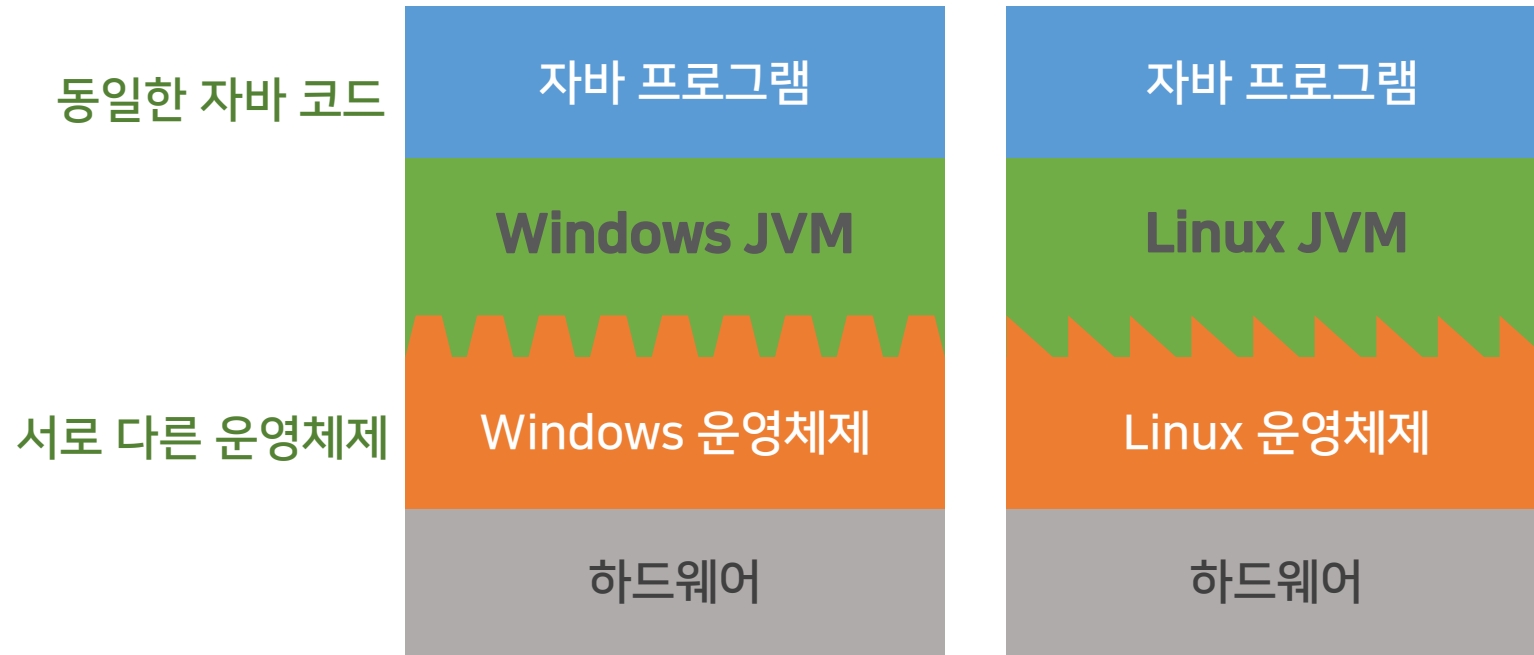 동일한 자바 코드
자바 프로그램
자바 프로그램
Windows JVM
Linux JVM
서로 다른 운영체제
Windows 운영체제
Linux 운영체제
하드웨어
하드웨어